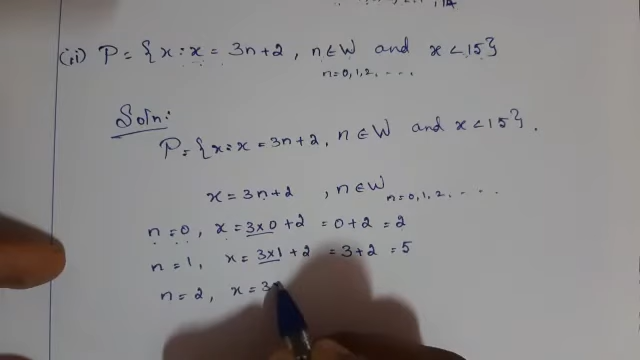 (ii) P = { x : x = 3n+2 , n ∈ W and x < 15 }
n=0,1,2, ....
Soln:
P = { x : x = 3n+2, n ∈ W and x < 15 } .
x = 3n+2 , n ∈ W n=0,1,2, ....
n = 0, x = 3×0 + 2 = 0+2 = 2
n = 1, x = 3×1 + 2 = 3+2 = 5
n = 2, x = 3